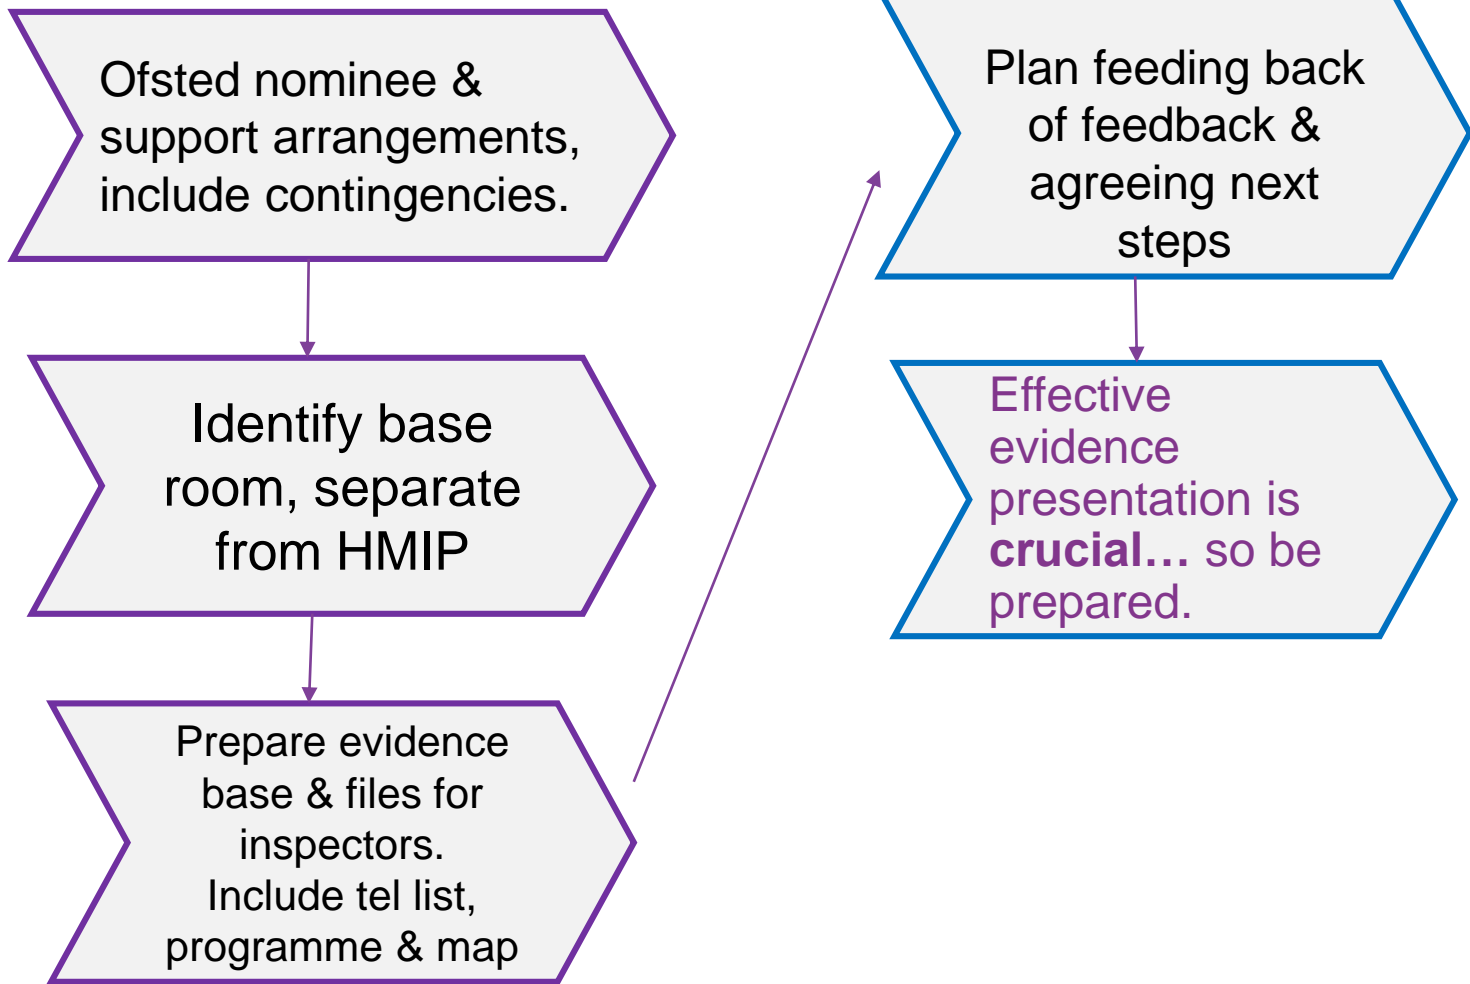 Ofsted nominee &
support arrangements,
include contingencies.
Identify base
room, separate
from HMIP
Prepare evidence
base & files for
inspectors.
Include tel list,
programme & map
Plan feeding back
of feedback &
agreeing next
steps
Effective
evidence
presentation is
crucial… so be
prepared.